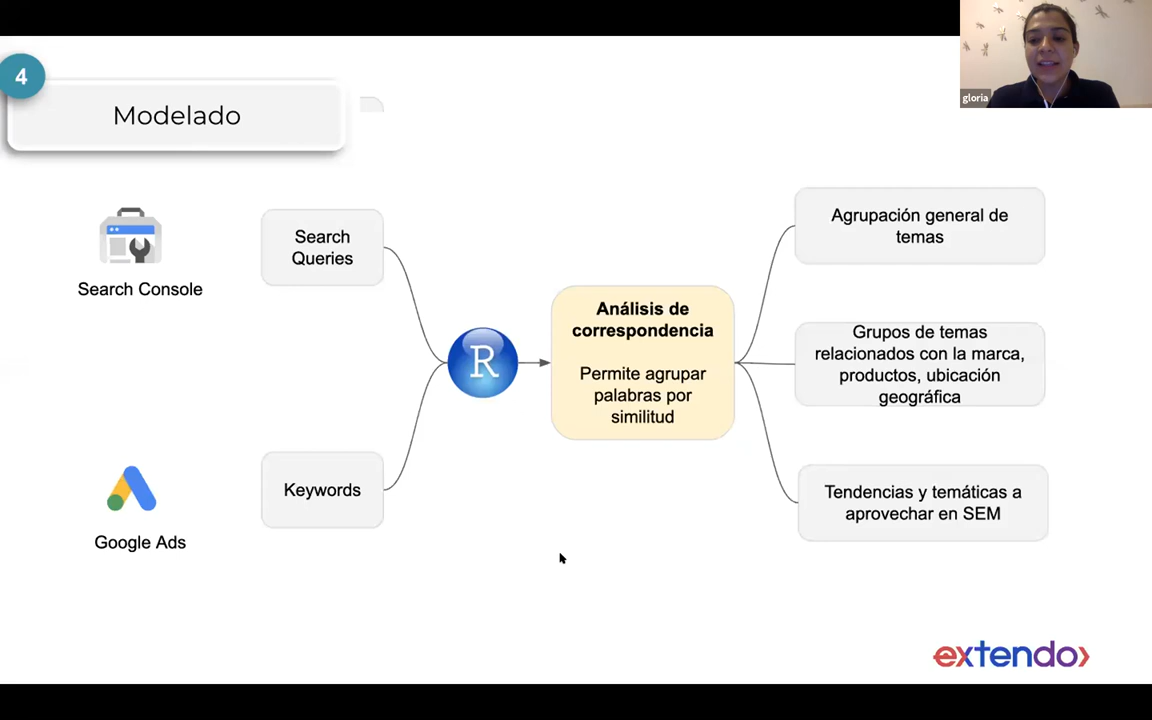 4
Modelado
gloria
Search Console
Search
Queries
Google Ads
Keywords
R
Análisis de
correspondencia
Permite agrupar
palabras por
similitud
Agrupación general de
temas
Grupos de temas
relacionados con la marca,
productos, ubicación
geográfica
Tendencias y temáticas a
aprovechar en SEM
extendo